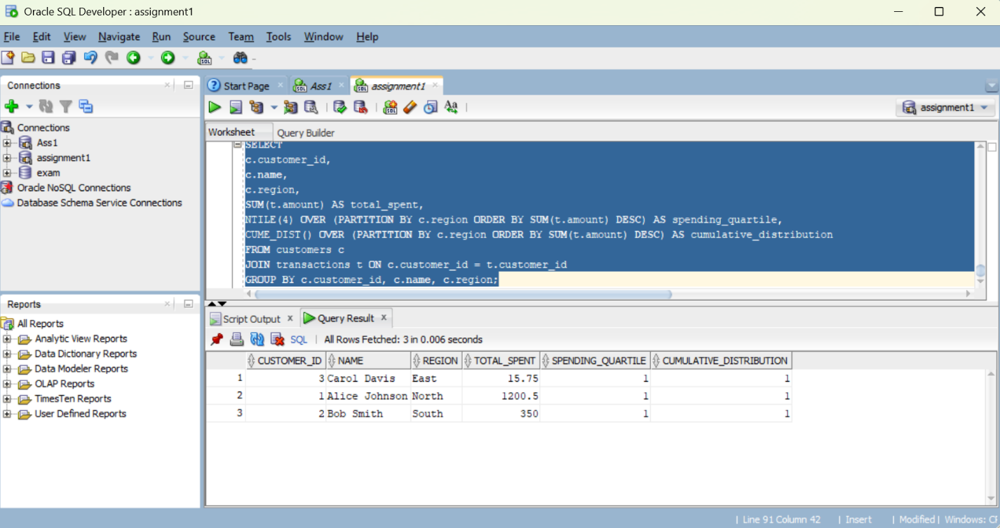 Oracle SQL Developer : assignment1
File Edit View Navigate Run Source Team Tools Window Help
Connections
Connections
Ass1
assignment1
exam
Oracle NoSQL Connections
Database Schema Service Connections
Reports
All Reports
Analytic View Reports
Data Dictionary Reports
Data Modeler Reports
OLAP Reports
TimesTen Reports
User Defined Reports
Start Page Ass1 assignment1
assignment1
Worksheet Query Builder
SELECT
c.customer_id,
c.name,
c.region,
SUM(t.amount) AS total_spent,
NTILE(4) OVER (PARTITION BY c.region ORDER BY SUM(t.amount) DESC) AS spending_quartile,
CUME_DIST() OVER (PARTITION BY c.region ORDER BY SUM(t.amount) DESC) AS cumulative_distribution
FROM customers c
JOIN transactions t ON c.customer_id = t.customer_id
GROUP BY c.customer_id, c.name, c.region;
Script Output x Query Result x
SQL | All Rows Fetched: 3 in 0.006 seconds
CUSTOMER_ID NAME REGION TOTAL_SPENT SPENDING_QUARTILE CUMULATIVE_DISTRIBUTION
1 3 Carol Davis East 15.75 1 1
2 1 Alice Johnson North 1200.5 1 1
3 2 Bob Smith South 350 1 1
| Line 91 Column 42 | Insert | Modified | Windows: